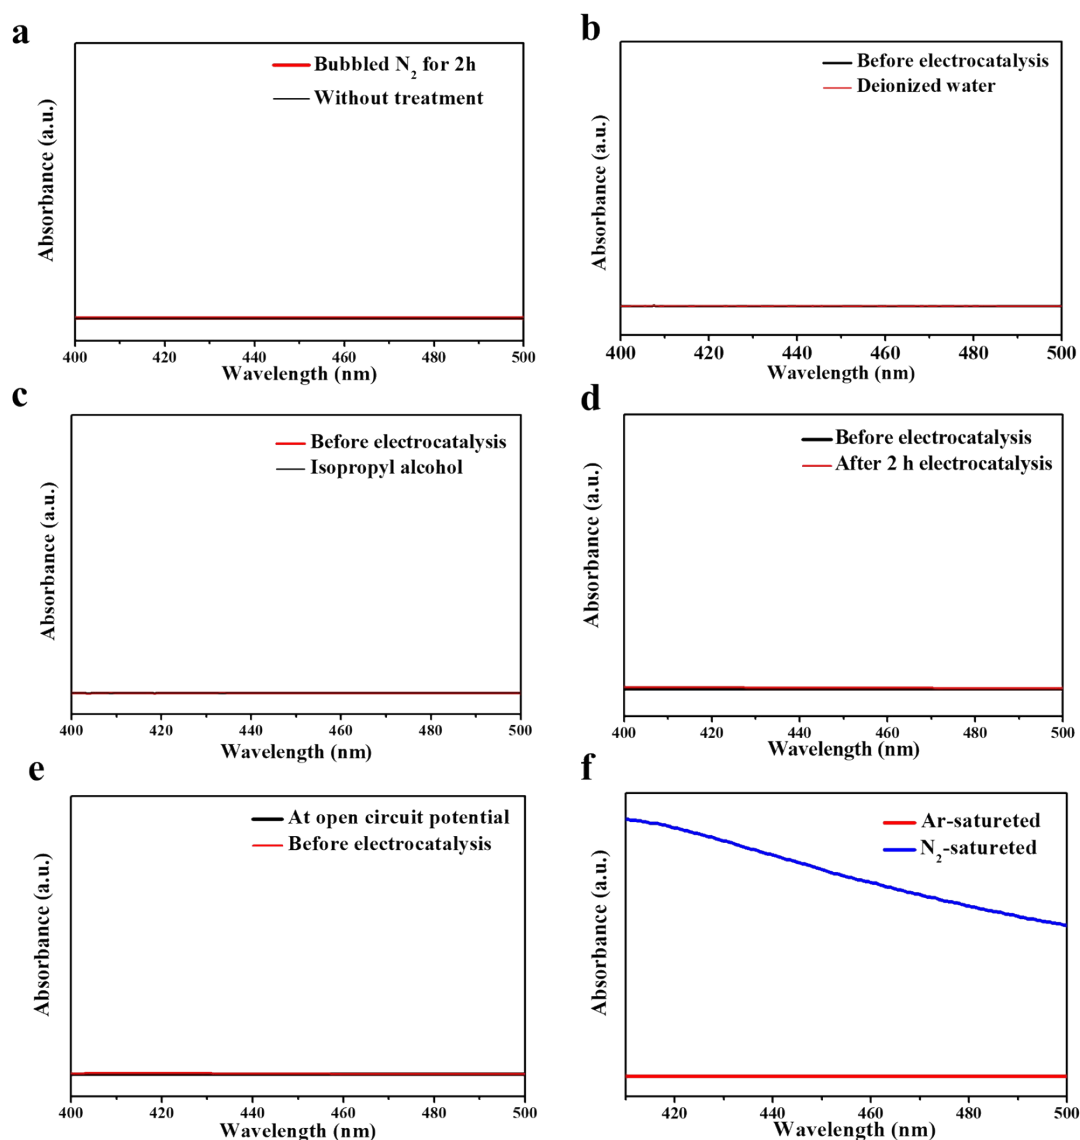 a
Bubbled N2 for 2h
Without treatment
Absorbance (a.u.)
400 420 440 460 480 500
Wavelength (nm)
b
Before electrocatalysis
Deionized water
Absorbance (a.u.)
400 420 440 460 480 500
Wavelength (nm)
c
Before electrocatalysis
Isopropyl alcohol
Absorbance (a.u.)
400 420 440 460 480 500
Wavelength (nm)
d
Before electrocatalysis
After 2 h electrocatalysis
Absorbance (a.u.)
400 420 440 460 480 500
Wavelength (nm)
e
At open circuit potential
Before electrocatalysis
Absorbance (a.u.)
400 420 440 460 480 500
Wavelength (nm)
f
Ar-satureted
N2-satureted
Absorbance (a.u.)
420 440 460 480 500
Wavelength (nm)